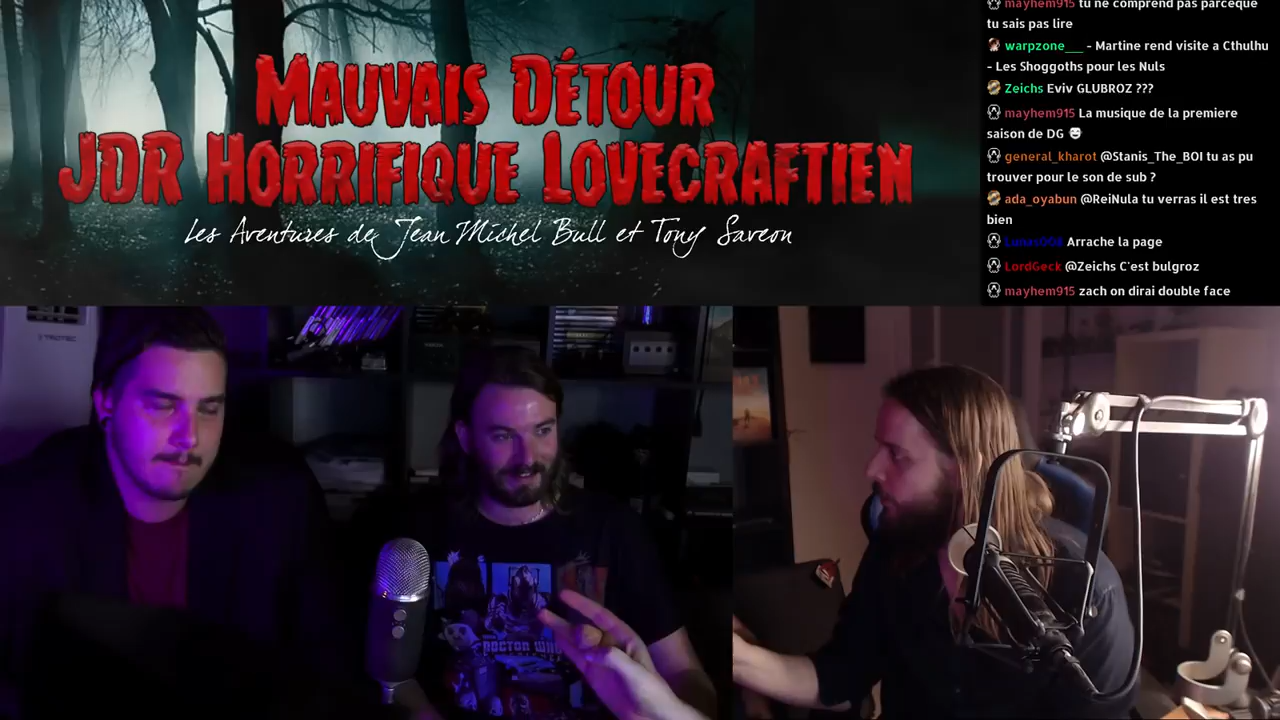 Mauvais Détour
JDR Horrifique Lovecraftien
Les Aventures de Jean Michel Bull et Tony Saveon
mayhem915 tu ne comprend pas parceque
tu sais pas lire
warpzone___ - Martine rend visite a Cthulhu
- Les Shoggoths pour les Nuls
Zeichs Eviv GLUBROZ ???
mayhem915 La musique de la premiere
saison de DG
general_kharot @Stanis_The_BOI tu as pu
trouver pour le son de sub ?
ada_oyabun @ReiNula tu verras il est tres
bien
Arrache la page
LordGeck @Zeichs C'est bulgroz
mayhem915 zach on dirai double face
TROTEC
DOCTOR WHO